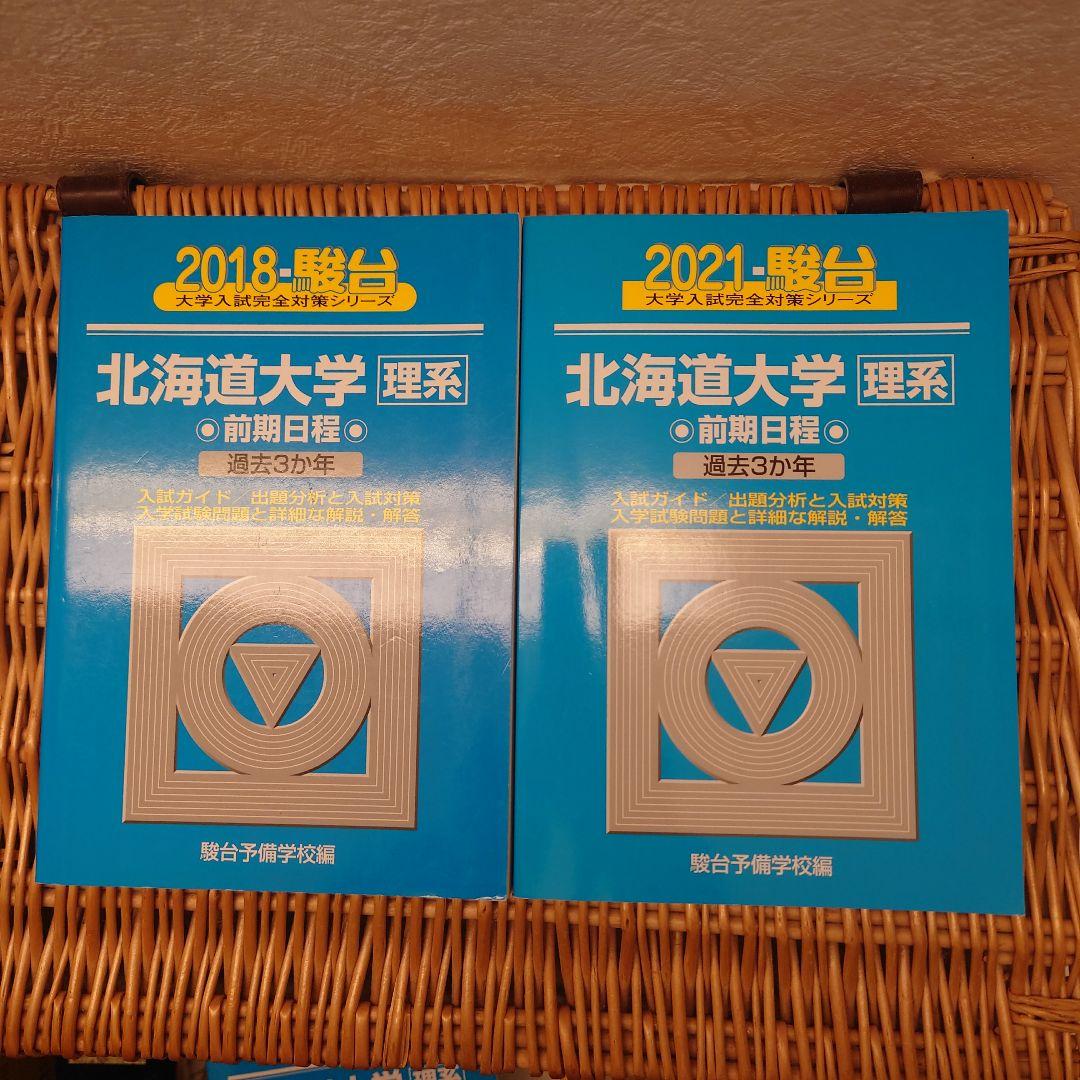 2018-駿台
大学入試完全対策シリーズ
北海道大学 理系
前期日程
過去3か年
入試ガイド/出題分析と入試対策
入学試験問題と詳細な解説・解答
駿台予備学校編
2021-駿台
大学入試完全対策シリーズ
北海道大学 理系
前期日程
過去3か年
入試ガイド/出題分析と入試対策
入学試験問題と詳細な解説・解答
駿台予備学校編
道大学 理系